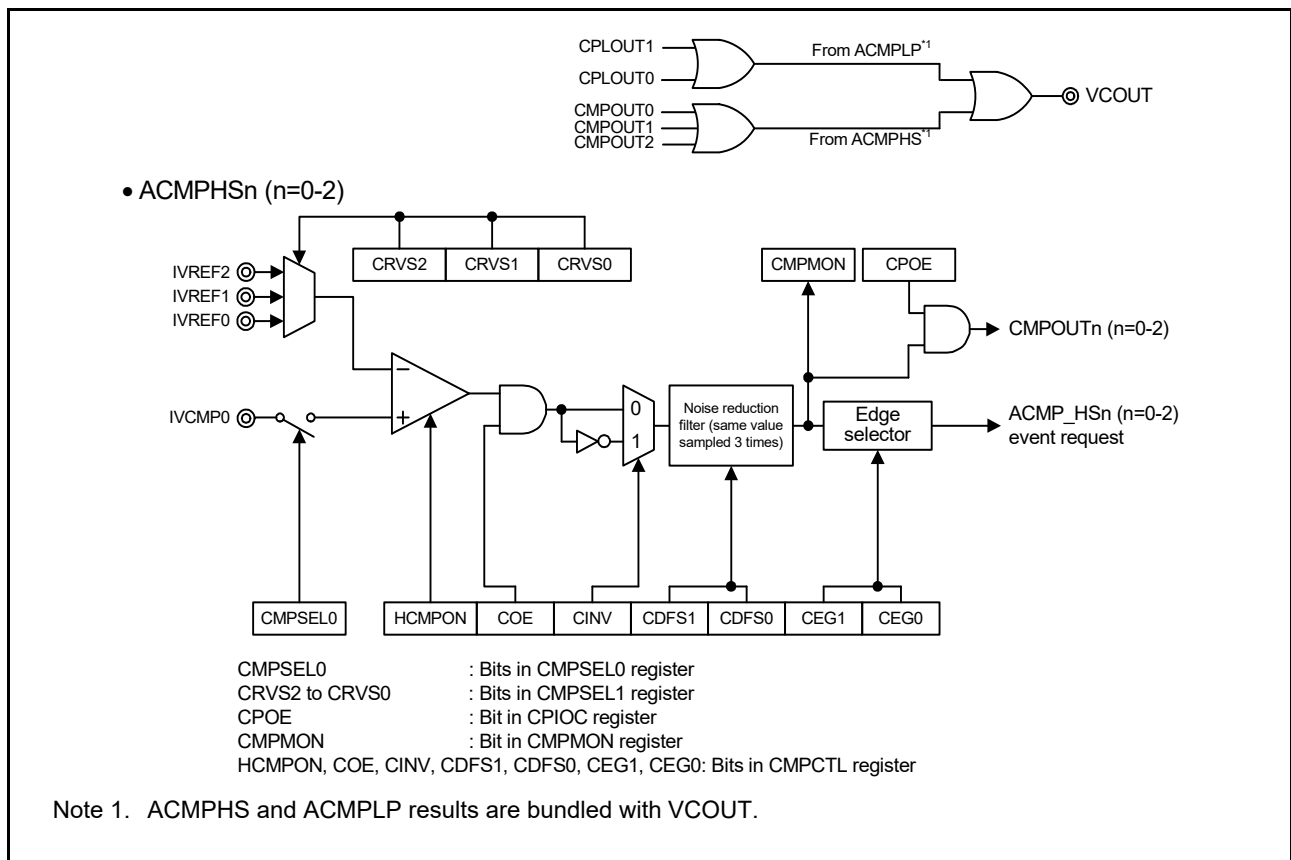 CPLOUT1
From ACMPLP*1
CPLOUT0
VCOUT
CMPOUT0
CMPOUT1
CMPOUT2
From ACMPHS*1
• ACMPHSn (n=0-2)
CRVS2 CRVS1 CRVS0
CMPMON CPOE
IVREF2
IVREF1
IVREF0
CMPOUTn (n=0-2)
−
+
IVCMP0
0
1
Noise reduction
filter (same value
sampled 3 times)
Edge
selector
ACMP_HSn (n=0-2)
event request
CMPSEL0 HCMPON COE CINV CDFS1 CDFS0 CEG1 CEG0
CMPSEL0 : Bits in CMPSEL0 register
CRVS2 to CRVS0 : Bits in CMPSEL1 register
CPOE : Bit in CPIOC register
CMPMON : Bit in CMPMON register
HCMPON, COE, CINV, CDFS1, CDFS0, CEG1, CEG0: Bits in CMPCTL register
Note 1. ACMPHS and ACMPLP results are bundled with VCOUT.